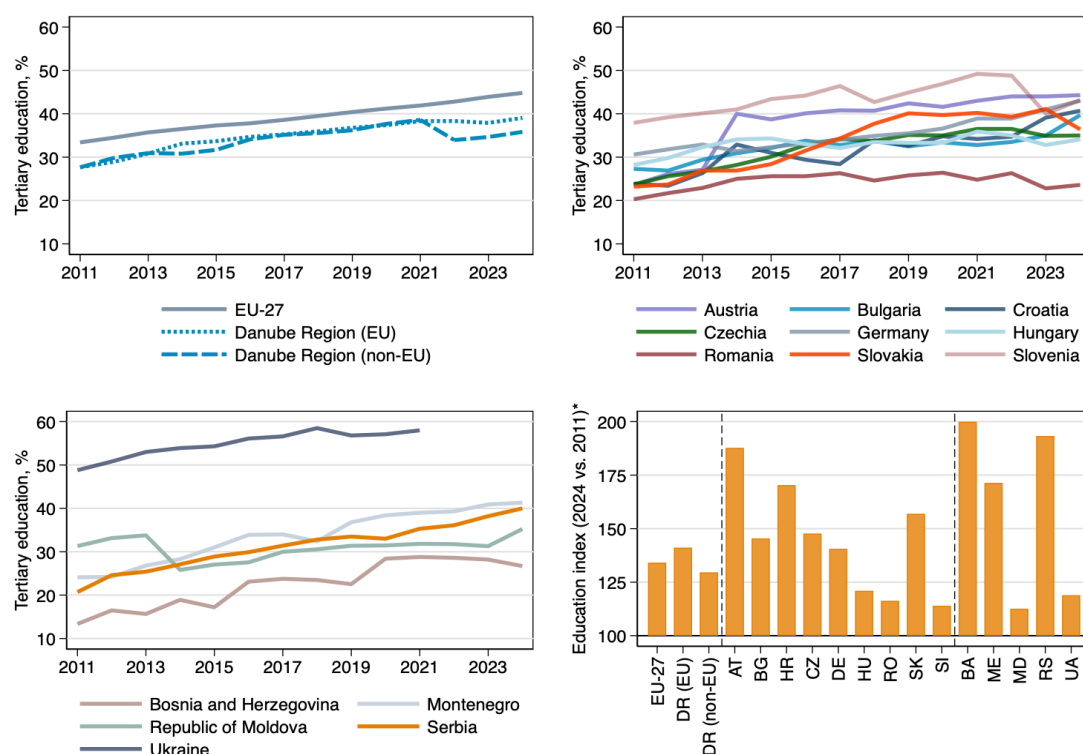 Tertiary education, %
60
50
40
30
20
10
2011 2013 2015 2017 2019 2021 2023
EU-27
Danube Region (EU)
Danube Region (non-EU)
Tertiary education, %
60
50
40
30
20
10
2011 2013 2015 2017 2019 2021 2023
Austria Bulgaria Croatia
Czechia Germany Hungary
Romania Slovakia Slovenia
Tertiary education, %
60
50
40
30
20
10
2011 2013 2015 2017 2019 2021 2023
Bosnia and Herzegovina Montenegro
Republic of Moldova Serbia
Ukraine
Education index (2024 vs. 2011)*
200
175
150
125
100
EU-27 DR (EU) DR (non-EU) AT BG HR CZ DE HU RO SK SI BA ME MD RS UA